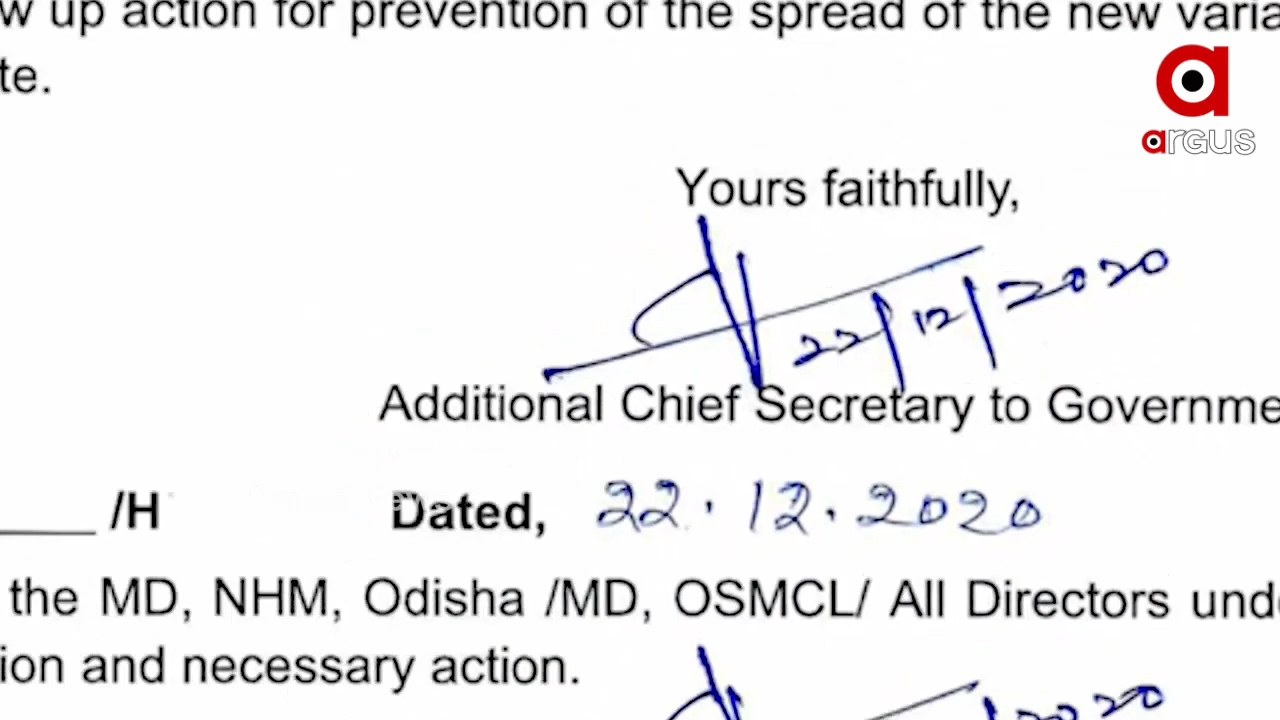 w up action for prevention of the spread of the new varia
te.
argus
Yours faithfully,
22/12/2020
Additional Chief Secretary to Governme
/H Dated, 22.12.2020
the MD, NHM, Odisha /MD, OSMCL/ All Directors und
ion and necessary action.
2020